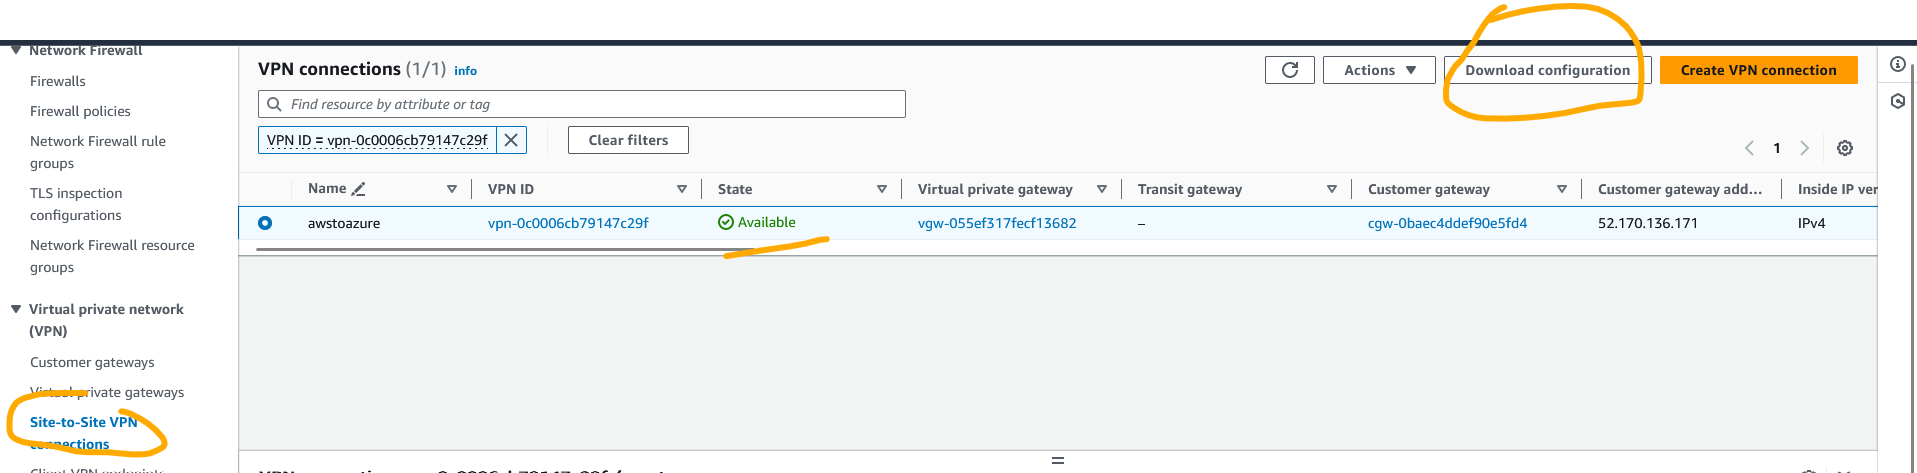 Network Firewall
Firewalls
Firewall policies
Network Firewall rule
groups
TLS inspection
configurations
Network Firewall resource
groups
Virtual private network
(VPN)
Customer gateways
Virtual private gateways
Site-to-Site VPN
connections
VPN connections (1/1) info
Actions
Download configuration
Create VPN connection
Find resource by attribute or tag
VPN ID = vpn-0c0006cb79147c29f
Clear filters
1
Name VPN ID State Virtual private gateway Transit gateway Customer gateway Customer gateway add... Inside IP ver
awstoazure vpn-0c0006cb79147c29f Available vgw-055ef317fecf13682 – cgw-0baec4ddef90e5fd4 52.170.136.171 IPv4